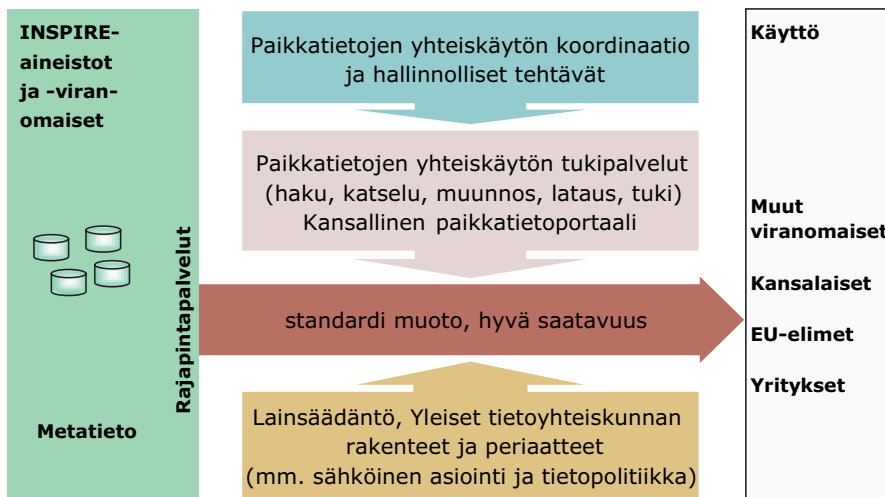 INSPIRE-
aineistot
ja -viran-
omaiset
Metatieto
Rajapintapalvelut
Paikkatietojen yhteiskäytön koordinaatio
ja hallinnolliset tehtävät
Paikkatietojen yhteiskäytön tukipalvelut
(haku, katselu, muunnos, lataus, tuki)
Kansallinen paikkatietoportaali
standardi muoto, hyvä saatavuus
Lainsäädäntö, Yleiset tietoyhteiskunnan
rakenteet ja periaatteet
(mm. sähköinen asiointi ja tietopolitiikka)
Käyttö
Muut
viranomaiset
Kansalaiset
EU-elimet
Yritykset